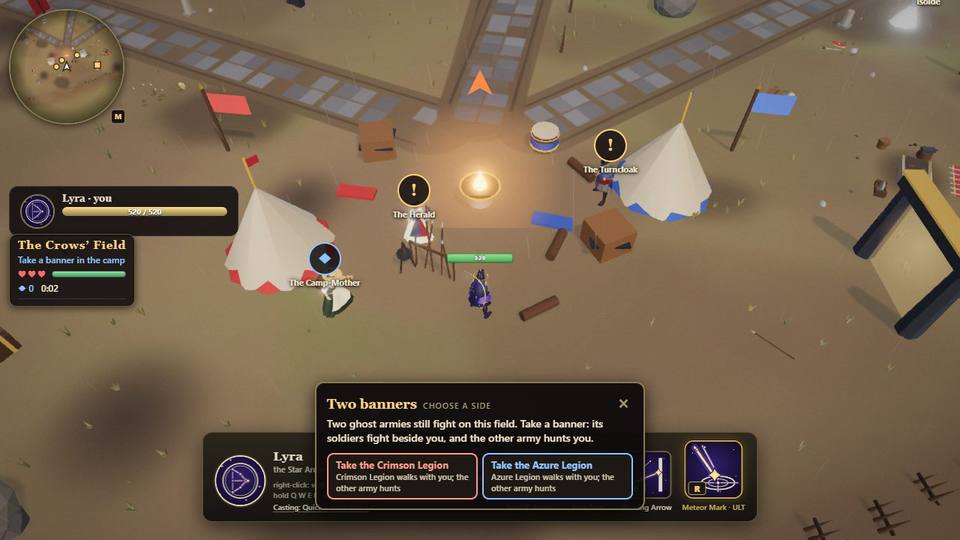 Isolde
M
The Turncloak
Lyra - you
520 / 520
The Herald
The Crows' Field
Take a banner in the camp
0 0:02
520
The Camp-Mother
Two banners CHOOSE A SIDE
Two ghost armies still fight on this field. Take a banner: its
soldiers fight beside you, and the other army hunts you.
Take the Crimson Legion
Crimson Legion walks with you; the
other army hunts
Take the Azure Legion
Azure Legion walks with you; the
other army hunts
Lyra
the Star Ar
right-click:
hold Q W E
Casting:
R
Arrow
Meteor Mark · ULT